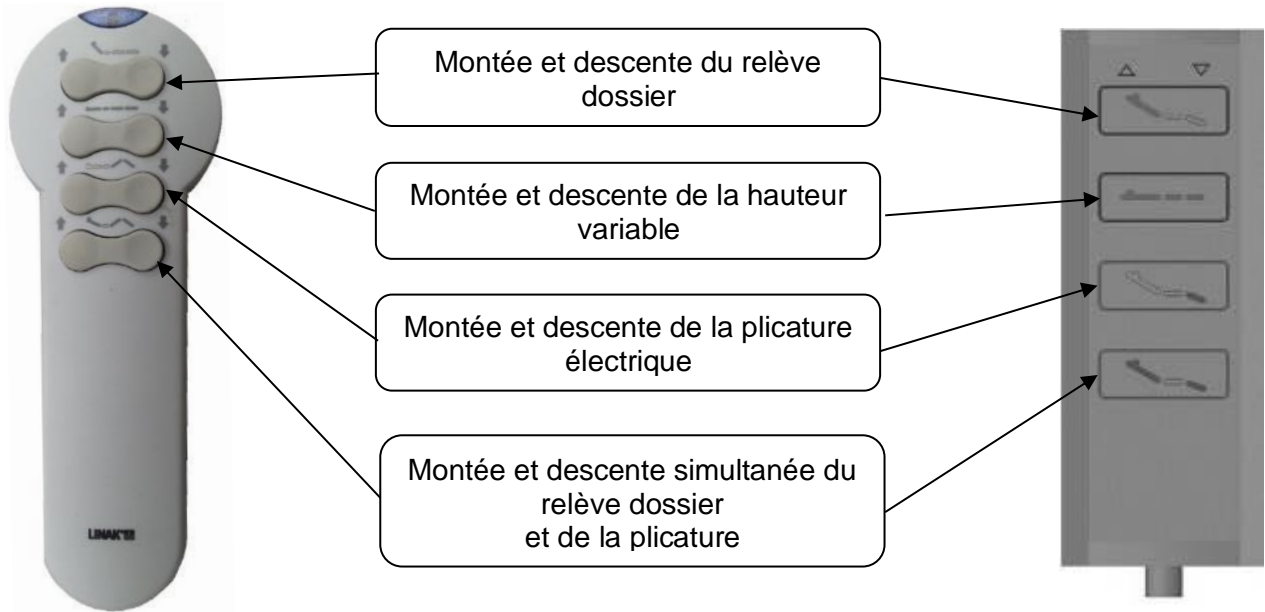 Montée et descente du relève
dossier
Montée et descente de la hauteur
variable
Montée et descente de la plicature
électrique
Montée et descente simultanée du
relève dossier
et de la plicature
LINAK